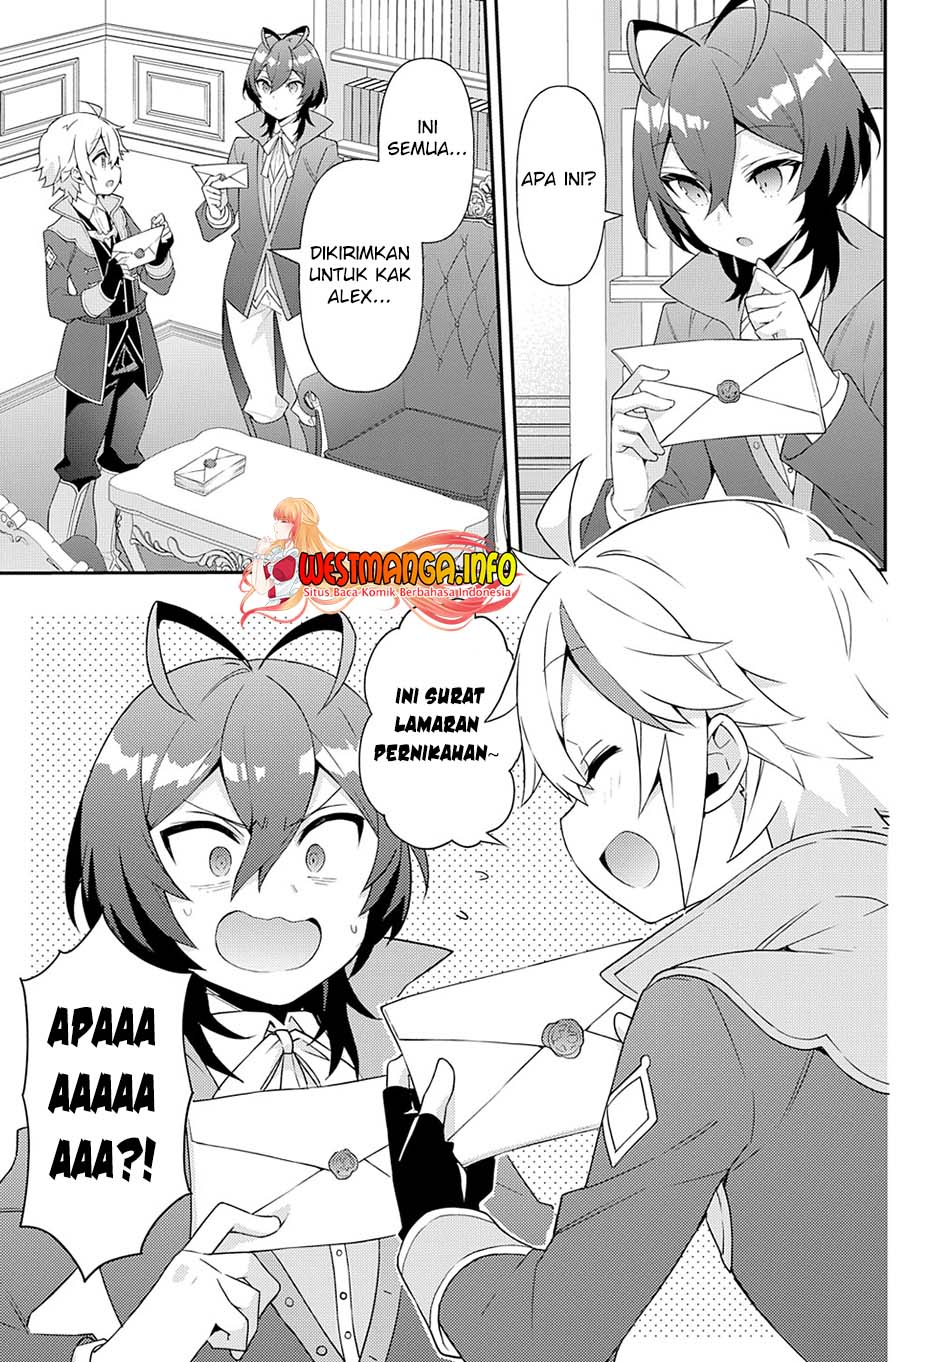 APA INI?
INI
SEMUA...
DIKIRIMKAN
UNTUK KAK
ALEX...
WESTMANGA.INFO
Situs Baca Komik Berbahasa Indonesia
INI SURAT
LAMARAN
PERNIKAHAN~
APAAA
AAAAA
AAA?!